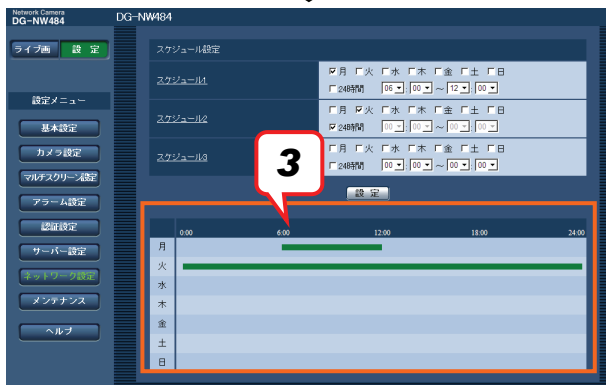 Network Camera
DG-NW484
DG-NW484
ライブ画 設 定
設定メニュー
基本設定
カメラ設定
マルチスクリーン設定
アラーム設定
認証設定
サーバー設定
ネットワーク設定
メンテナンス
ヘルプ
スケジュール設定
スケジュール1
月 火 水 木 金 土 日
24時間 06 : 00 ~ 12 : 00
スケジュール2
月 火 水 木 金 土 日
24時間 00 : 00 ~ 00 : 00
スケジュール3
月 火 水 木 金 土 日
24時間 00 : 00 ~ 00 : 00
設 定
3
0:00 6:00 12:00 18:00 24:00
月
火
水
木
金
土
日